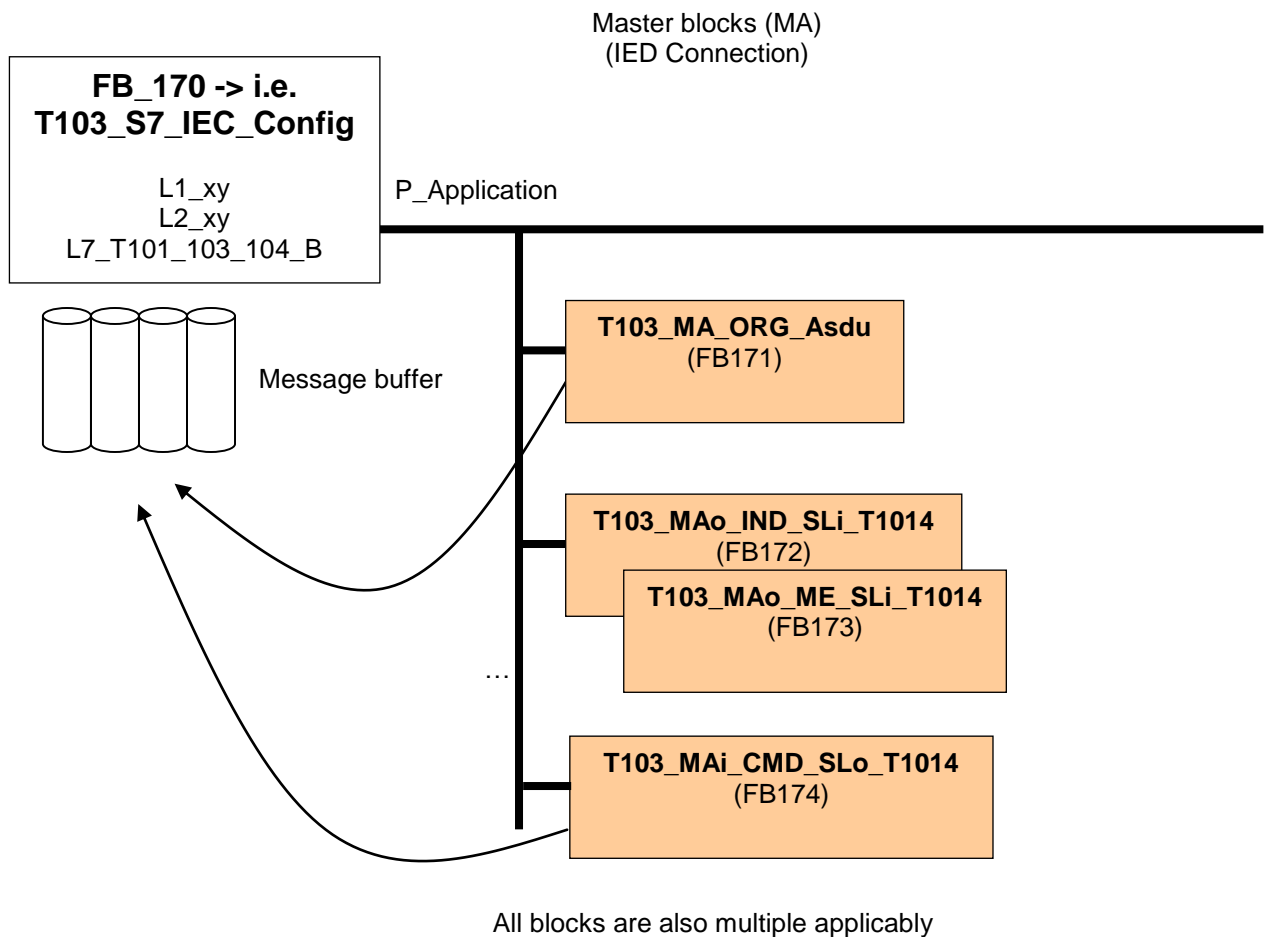 Master blocks (MA)
(IED Connection)
FB_170 -> i.e.
T103_S7_IEC_Config
L1_xy
L2_xy
L7_T101_103_104_B
P_Application
Message buffer
T103_MA_ORG_Asdu
(FB171)
T103_MAo_IND_SLi_T1014
(FB172)
T103_MAo_ME_SLi_T1014
(FB173)
…
T103_MAi_CMD_SLo_T1014
(FB174)
All blocks are also multiple applicably